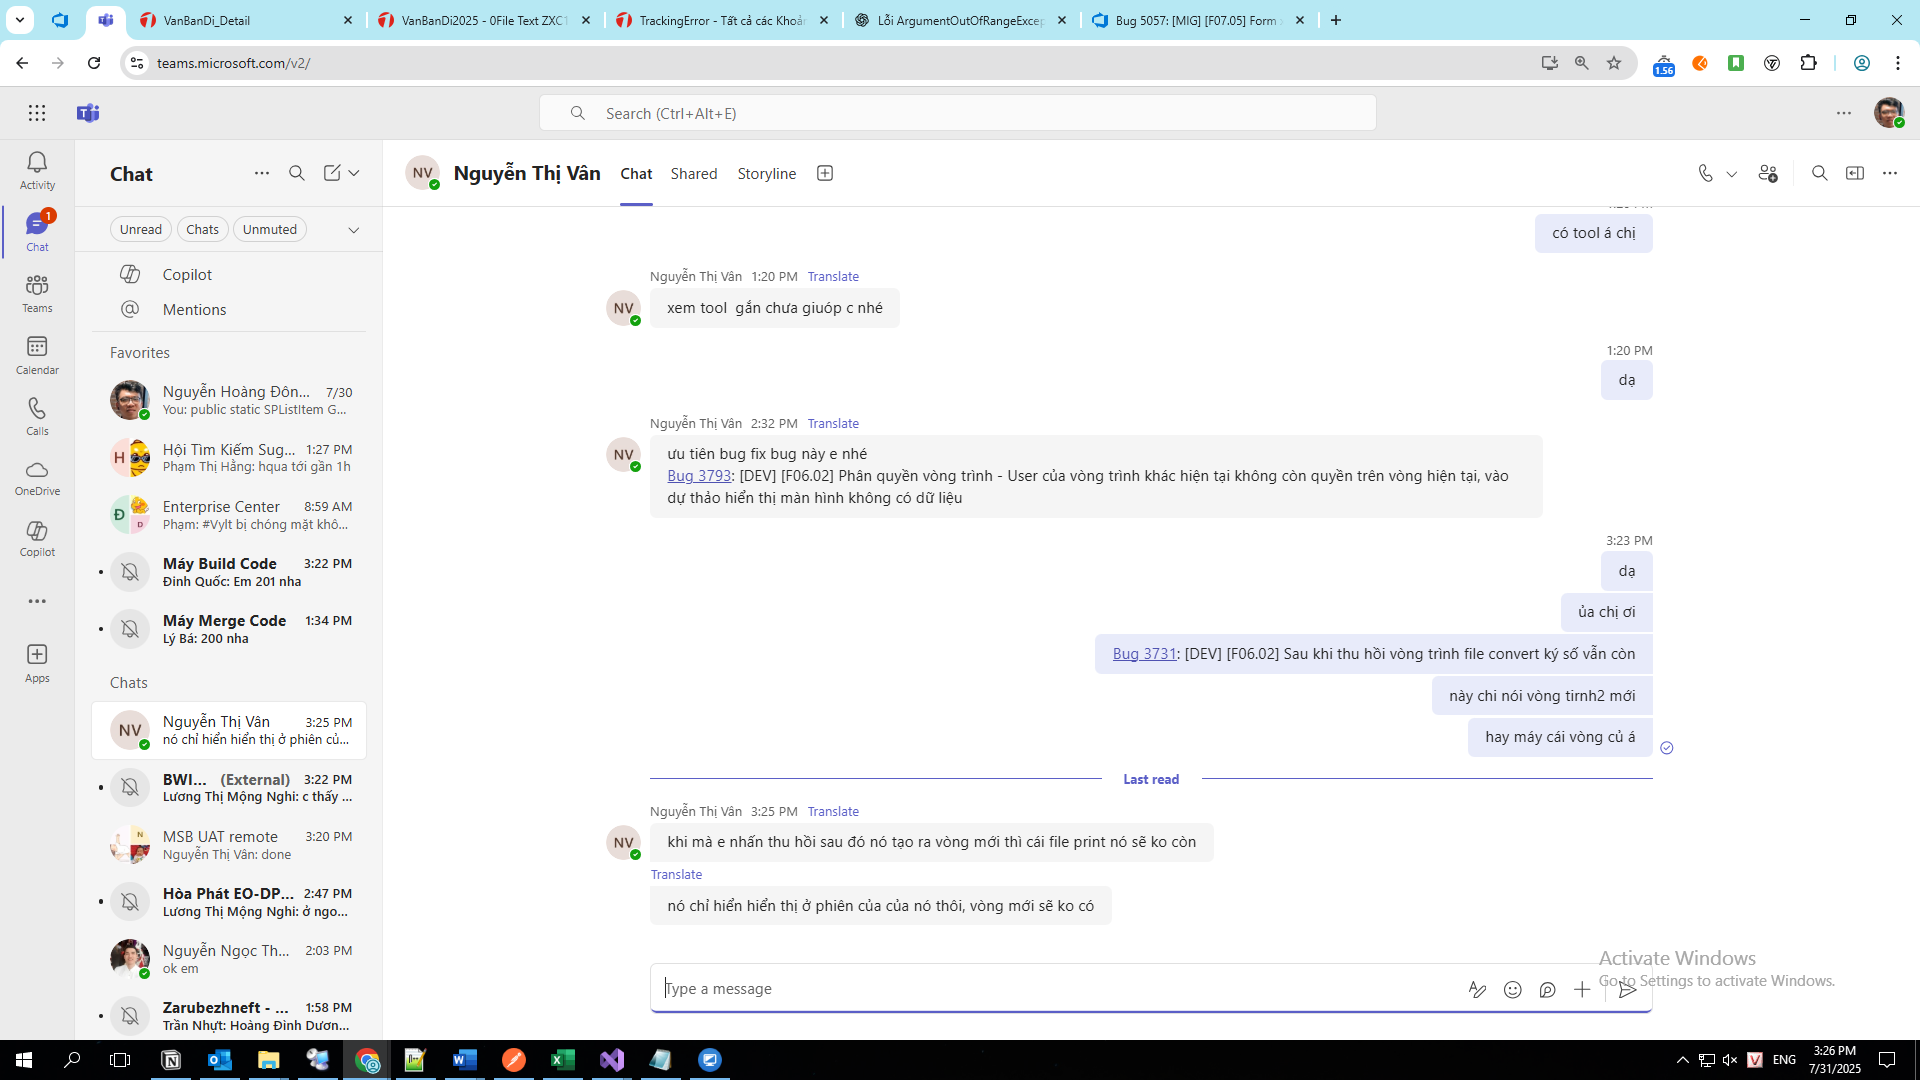 VanBanDi_Detail
VanBanDi2025 - 0File Text ZXC1
TrackingError - Tất cả các Khoản
Lỗi ArgumentOutOfRangeExcep
Bug 5057: [MIG] [F07.05] Form
teams.microsoft.com/v2/
1.56
Search (Ctrl+Alt+E)
Activity
1
Chat
Teams
Calendar
Calls
OneDrive
Copilot
Apps
Chat
Unread
Chats
Unmuted
Copilot
Mentions
Favorites
Nguyễn Hoàng Đôn... 7/30
You: public static SPListItem G...
H
Hội Tìm Kiếm Sug... 1:27 PM
Phạm Thị Hằng: hqua tới gần 1h
Đ
D
Enterprise Center 8:59 AM
Phạm: #Vylt bị chóng mặt khô...
Máy Build Code 3:22 PM
Đinh Quốc: Em 201 nha
Máy Merge Code 1:34 PM
Lý Bá: 200 nha
Chats
NV
Nguyễn Thị Vân 3:25 PM
nó chỉ hiển hiển thị ở phiên củ...
BWI... (External) 3:22 PM
Lương Thị Mộng Nghi: c thấy ...
N
MSB UAT remote 3:20 PM
Nguyễn Thị Vân: done
Hòa Phát EO-DP... 2:47 PM
Lương Thị Mộng Nghi: ở ngo...
Nguyễn Ngọc Th... 2:03 PM
ok em
Zarubezhneft - ... 1:58 PM
Trần Nhựt: Hoàng Đình Dươn...
NV
Nguyễn Thị Vân
Chat
Shared
Storyline
có tool á chị
Nguyễn Thị Vân 1:20 PM Translate
NV
xem tool  gắn chưa giuóp c nhé
1:20 PM
dạ
Nguyễn Thị Vân 2:32 PM Translate
NV
ưu tiên bug fix bug này e nhé
Bug 3793: [DEV] [F06.02] Phân quyền vòng trình - User của vòng trình khác hiện tại không còn quyền trên vòng hiện tại, vào
dự thảo hiển thị màn hình không có dữ liệu
3:23 PM
dạ
ủa chị ơi
Bug 3731: [DEV] [F06.02] Sau khi thu hồi vòng trình file convert ký số vẫn còn
này chi nói vòng tirnh2 mới
hay máy cái vòng củ á
Last read
Nguyễn Thị Vân 3:25 PM Translate
NV
khi mà e nhấn thu hồi sau đó nó tạo ra vòng mới thì cái file print nó sẽ ko còn
Translate
nó chỉ hiển hiển thị ở phiên của của nó thôi, vòng mới sẽ ko có
Type a message
Activate Windows
Go to Settings to activate Windows.
ENG
3:26 PM
7/31/2025